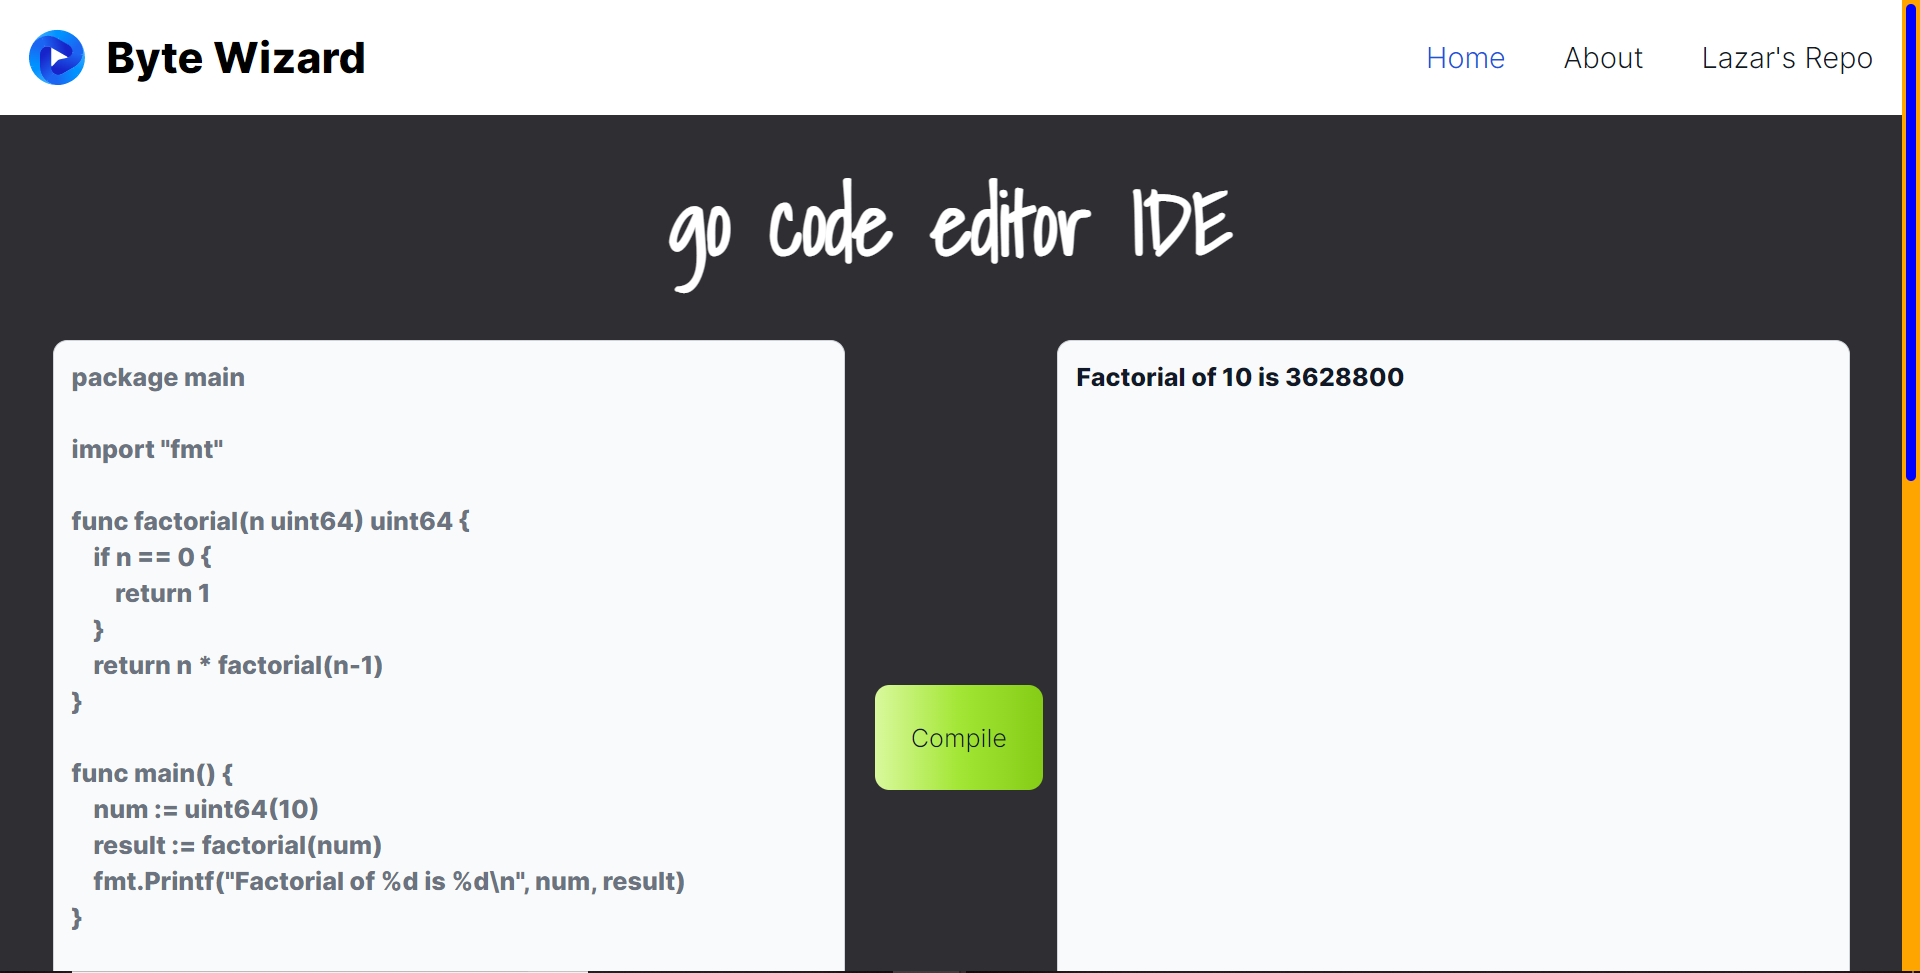 Byte Wizard
Home
About
Lazar's Repo
go code editor IDE
package main

import "fmt"

func factorial(n uint64) uint64 {
    if n == 0 {
        return 1
    }
    return n * factorial(n-1)
}

func main() {
    num := uint64(10)
    result := factorial(num)
    fmt.Printf("Factorial of %d is %d\n", num, result)
}
Compile
Factorial of 10 is 3628800